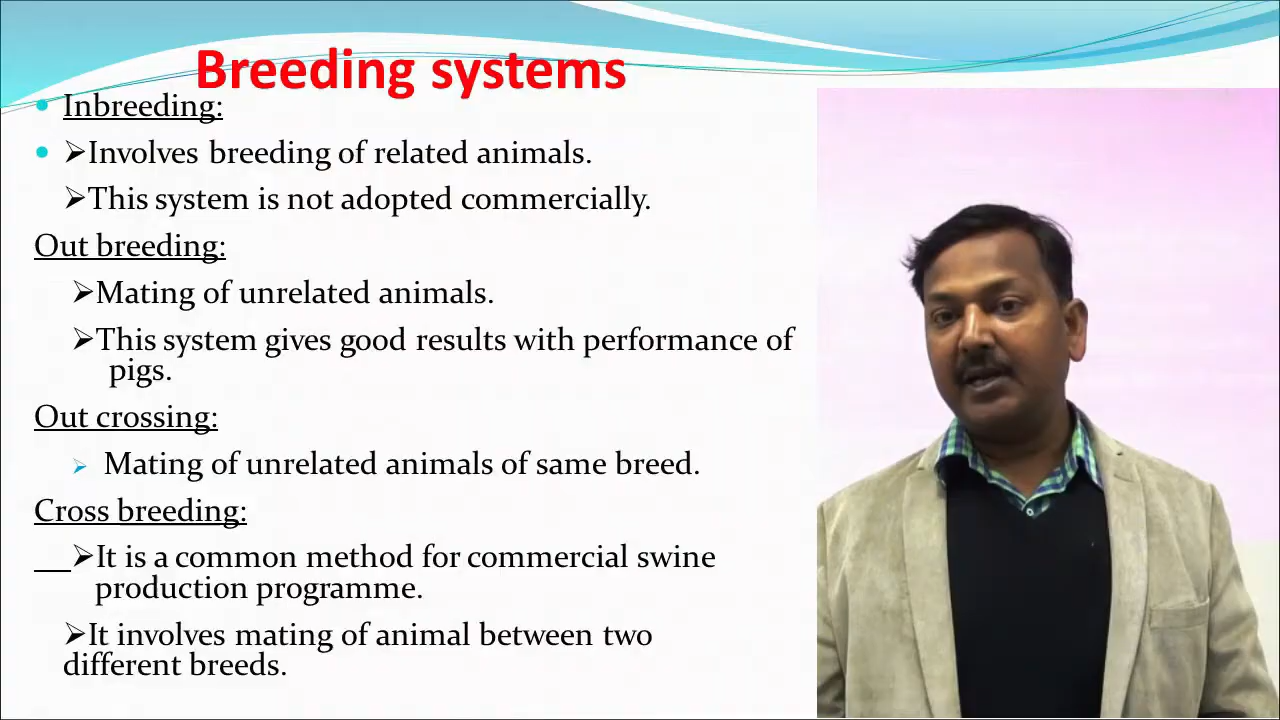 Breeding systems
• Inbreeding:
• ➢Involves breeding of related animals.
➢This system is not adopted commercially.
Out breeding:
➢Mating of unrelated animals.
➢This system gives good results with performance of
pigs.
Out crossing:
➢ Mating of unrelated animals of same breed.
Cross breeding:
➢It is a common method for commercial swine
production programme.
➢It involves mating of animal between two
different breeds.